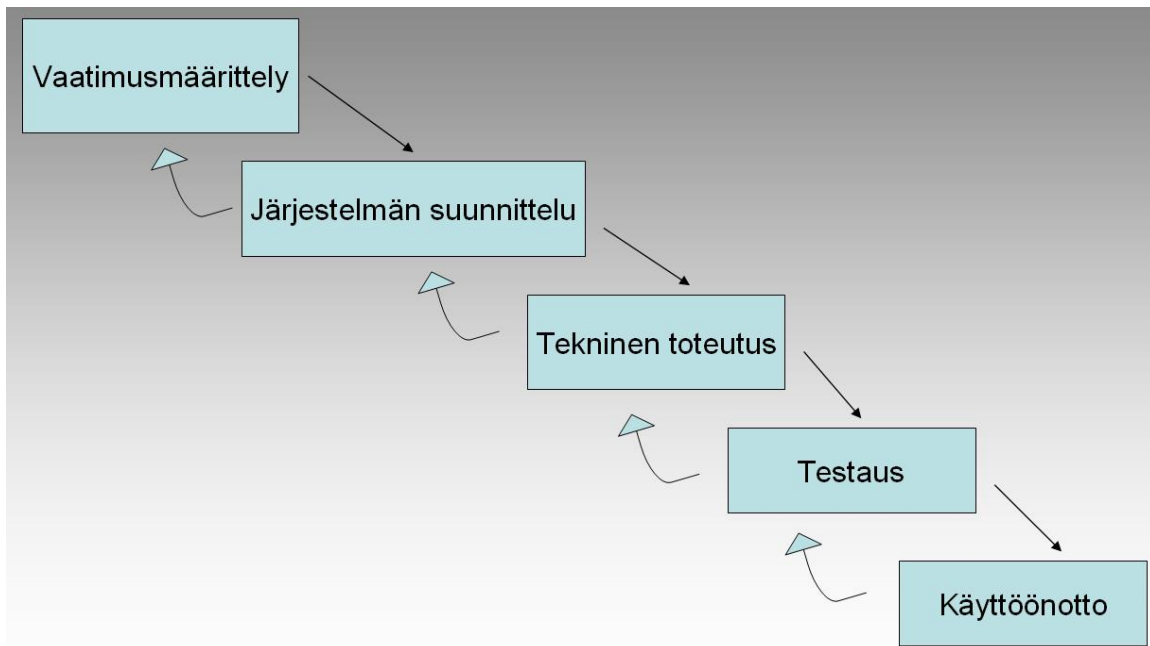 Vaatimusmäärittely
Järjestelmän suunnittelu
Tekninen toteutus
Testaus
Käyttöönotto